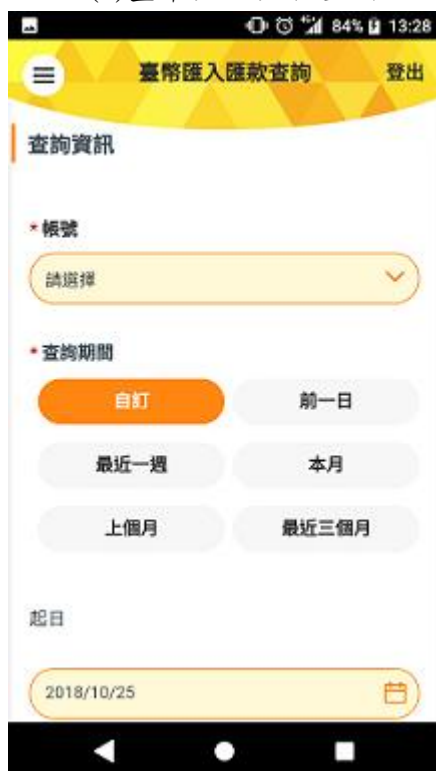 84% 13:28
臺幣匯入匯款查詢 登出
查詢資訊
*帳號
請選擇
*查詢期間
自訂 前一日
最近一週 本月
上個月 最近三個月
起日
2018/10/25